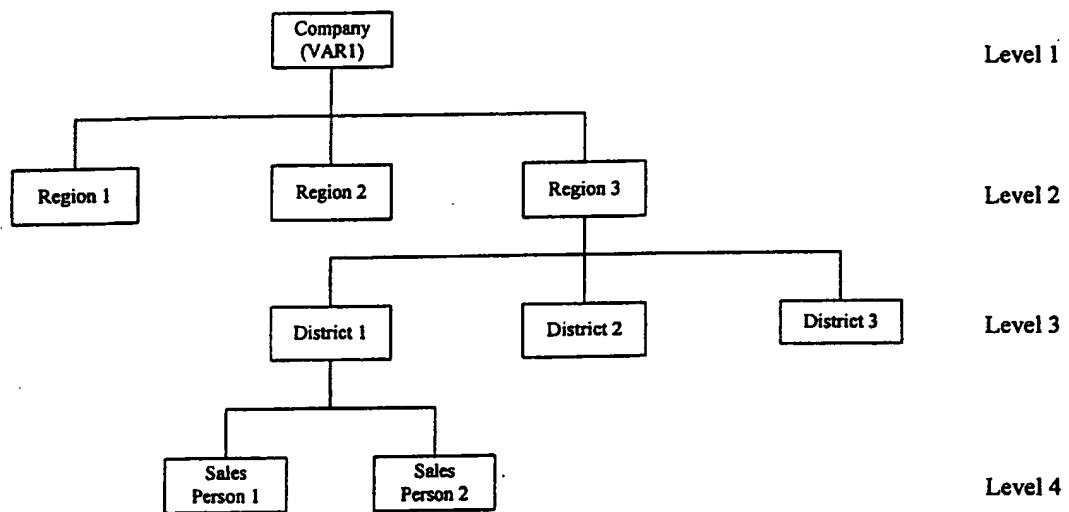 Company
(VAR1)
Level 1
Region 1
Region 2
Region 3
Level 2
District 1
District 2
District 3
Level 3
Sales
Person 1
Sales
Person 2
Level 4